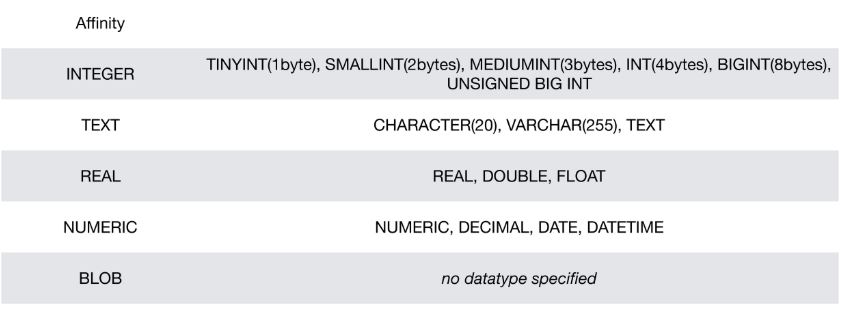 Affinity
INTEGER
TINYINT(1byte), SMALLINT(2bytes), MEDIUMINT(3bytes), INT(4bytes), BIGINT(8bytes),
UNSIGNED BIG INT
TEXT
CHARACTER(20), VARCHAR(255), TEXT
REAL
REAL, DOUBLE, FLOAT
NUMERIC
NUMERIC, DECIMAL, DATE, DATETIME
BLOB
no datatype specified